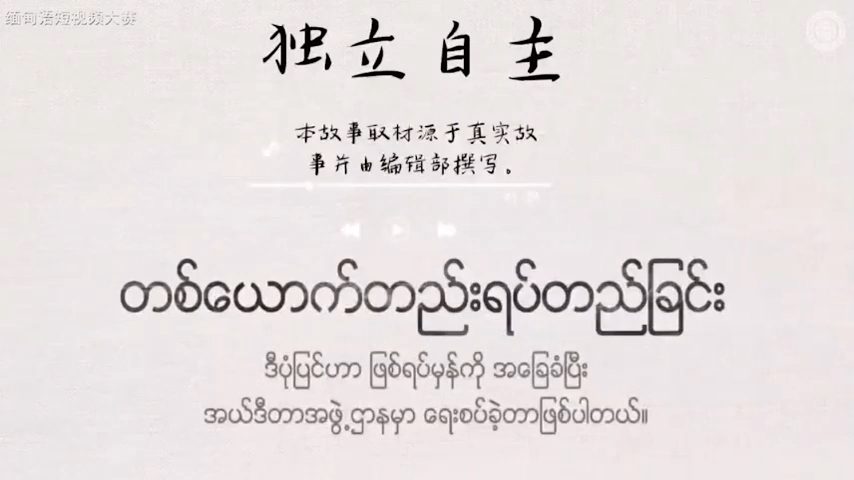 缅甸语短视频大赛
独立自主
本故事取材源于真实故
事并由编辑部撰写。
တစ်ယောက်တည်းရပ်တည်ခြင်း
ဒီပုံပြင်ဟာ ဖြစ်ရပ်မှန်ကို အခြေခံပြီး
အယ်ဒီတာအဖွဲ့ဌာနမှာ ရေးစပ်ခဲ့တာဖြစ်ပါတယ်။